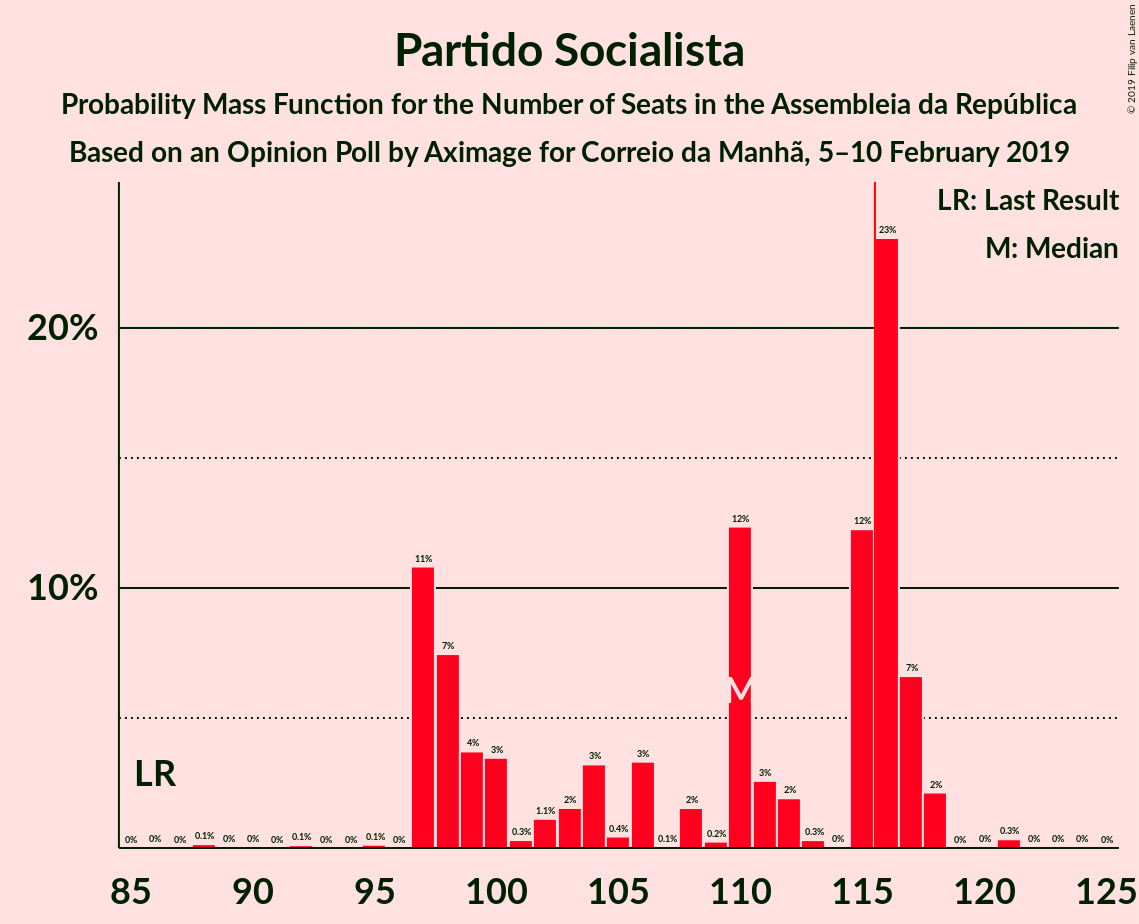 Partido Socialista
Probability Mass Function for the Number of Seats in the Assembleia da República
Based on an Opinion Poll by Aximage for Correio da Manhã, 5–10 February 2019
© 2019 Filip van Laenen
LR: Last Result
M: Median
20%
10%
0% 0% 0% 0.1% 0% 0% 0% 0.1% 0% 0% 0.1% 0% 11% 7% 4% 3% 0.3% 1.1% 2% 3% 0.4% 3% 0.1% 2% 0.2% 12% 3% 2% 0.3% 0% 12% 23% 7% 2% 0% 0% 0.3% 0% 0% 0% 0%
M
LR
85 90 95 100 105 110 115 120 125